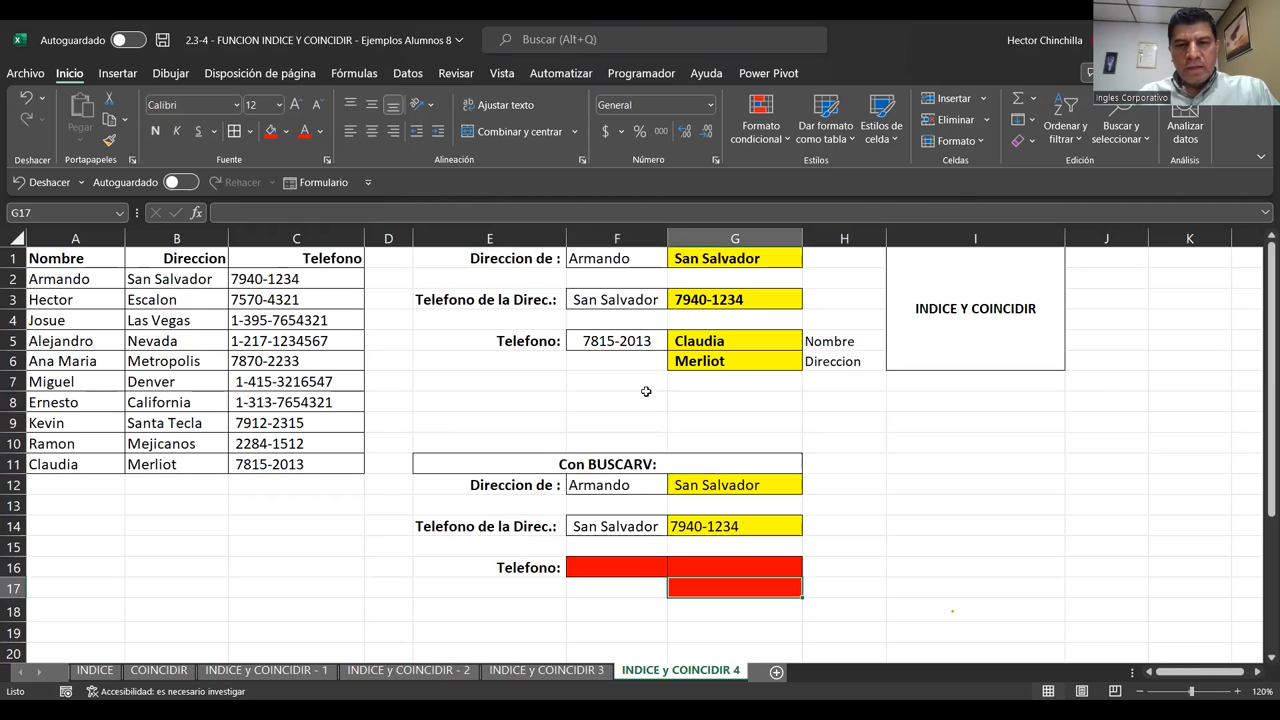 Autoguardado
2.3-4 - FUNCION INDICE Y COINCIDIR - Ejemplos Alumnos 8
Buscar (Alt+Q)
Hector Chinchilla
Archivo Inicio Insertar Dibujar Disposición de página Fórmulas Datos Revisar Vista Automatizar Programador Ayuda Power Pivot
Ingles Corporativo
Pegar
Calibri 12
Ajustar texto
General
Insertar
N K S
Combinar y centrar
$ % 000
Formato condicional
Dar formato como tabla
Estilos de celda
Eliminar
Formato
Ordenar y filtrar
Buscar y seleccionar
Analizar datos
Deshacer Portapapeles Fuente Alineación Número Estilos Celdas Edición Análisis
Deshacer Autoguardado Rehacer Formulario
G17 fx
A B C D E F G H I J K
1 Nombre Direccion Telefono Direccion de : Armando San Salvador
2 Armando San Salvador 7940-1234
3 Hector Escalon 7570-4321 Telefono de la Direc.: San Salvador 7940-1234 INDICE Y COINCIDIR
4 Josue Las Vegas 1-395-7654321
5 Alejandro Nevada 1-217-1234567 Telefono: 7815-2013 Claudia Nombre
6 Ana Maria Metropolis 7870-2233 Merliot Direccion
7 Miguel Denver 1-415-3216547
8 Ernesto California 1-313-7654321
9 Kevin Santa Tecla 7912-2315
10 Ramon Mejicanos 2284-1512
11 Claudia Merliot 7815-2013 Con BUSCARV:
12 Direccion de : Armando San Salvador
13
14 Telefono de la Direc.: San Salvador 7940-1234
15
16 Telefono:
17
18
19
20
INDICE COINCIDIR INDICE y COINCIDIR - 1 INDICE y COINCIDIR - 2 INDICE y COINCIDIR 3 INDICE y COINCIDIR 4
Listo Accesibilidad: es necesario investigar 120%